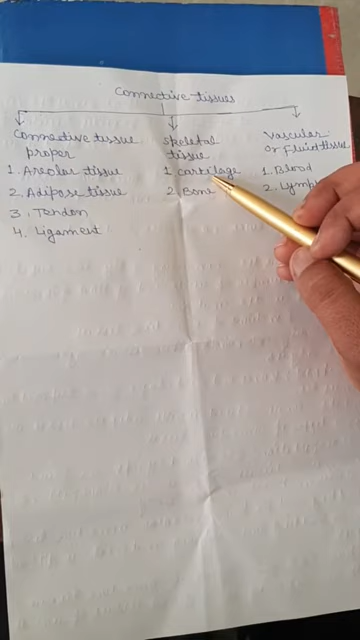 Connective tissues
Connective tissue
proper
1. Areolar tissue
2. Adipose tissue
3. Tendon
4. Ligament
Skeletal
tissue
1 Cartilage
2. Bone
Vascular
or Fluid tissue
1. Blood
2. Lymph